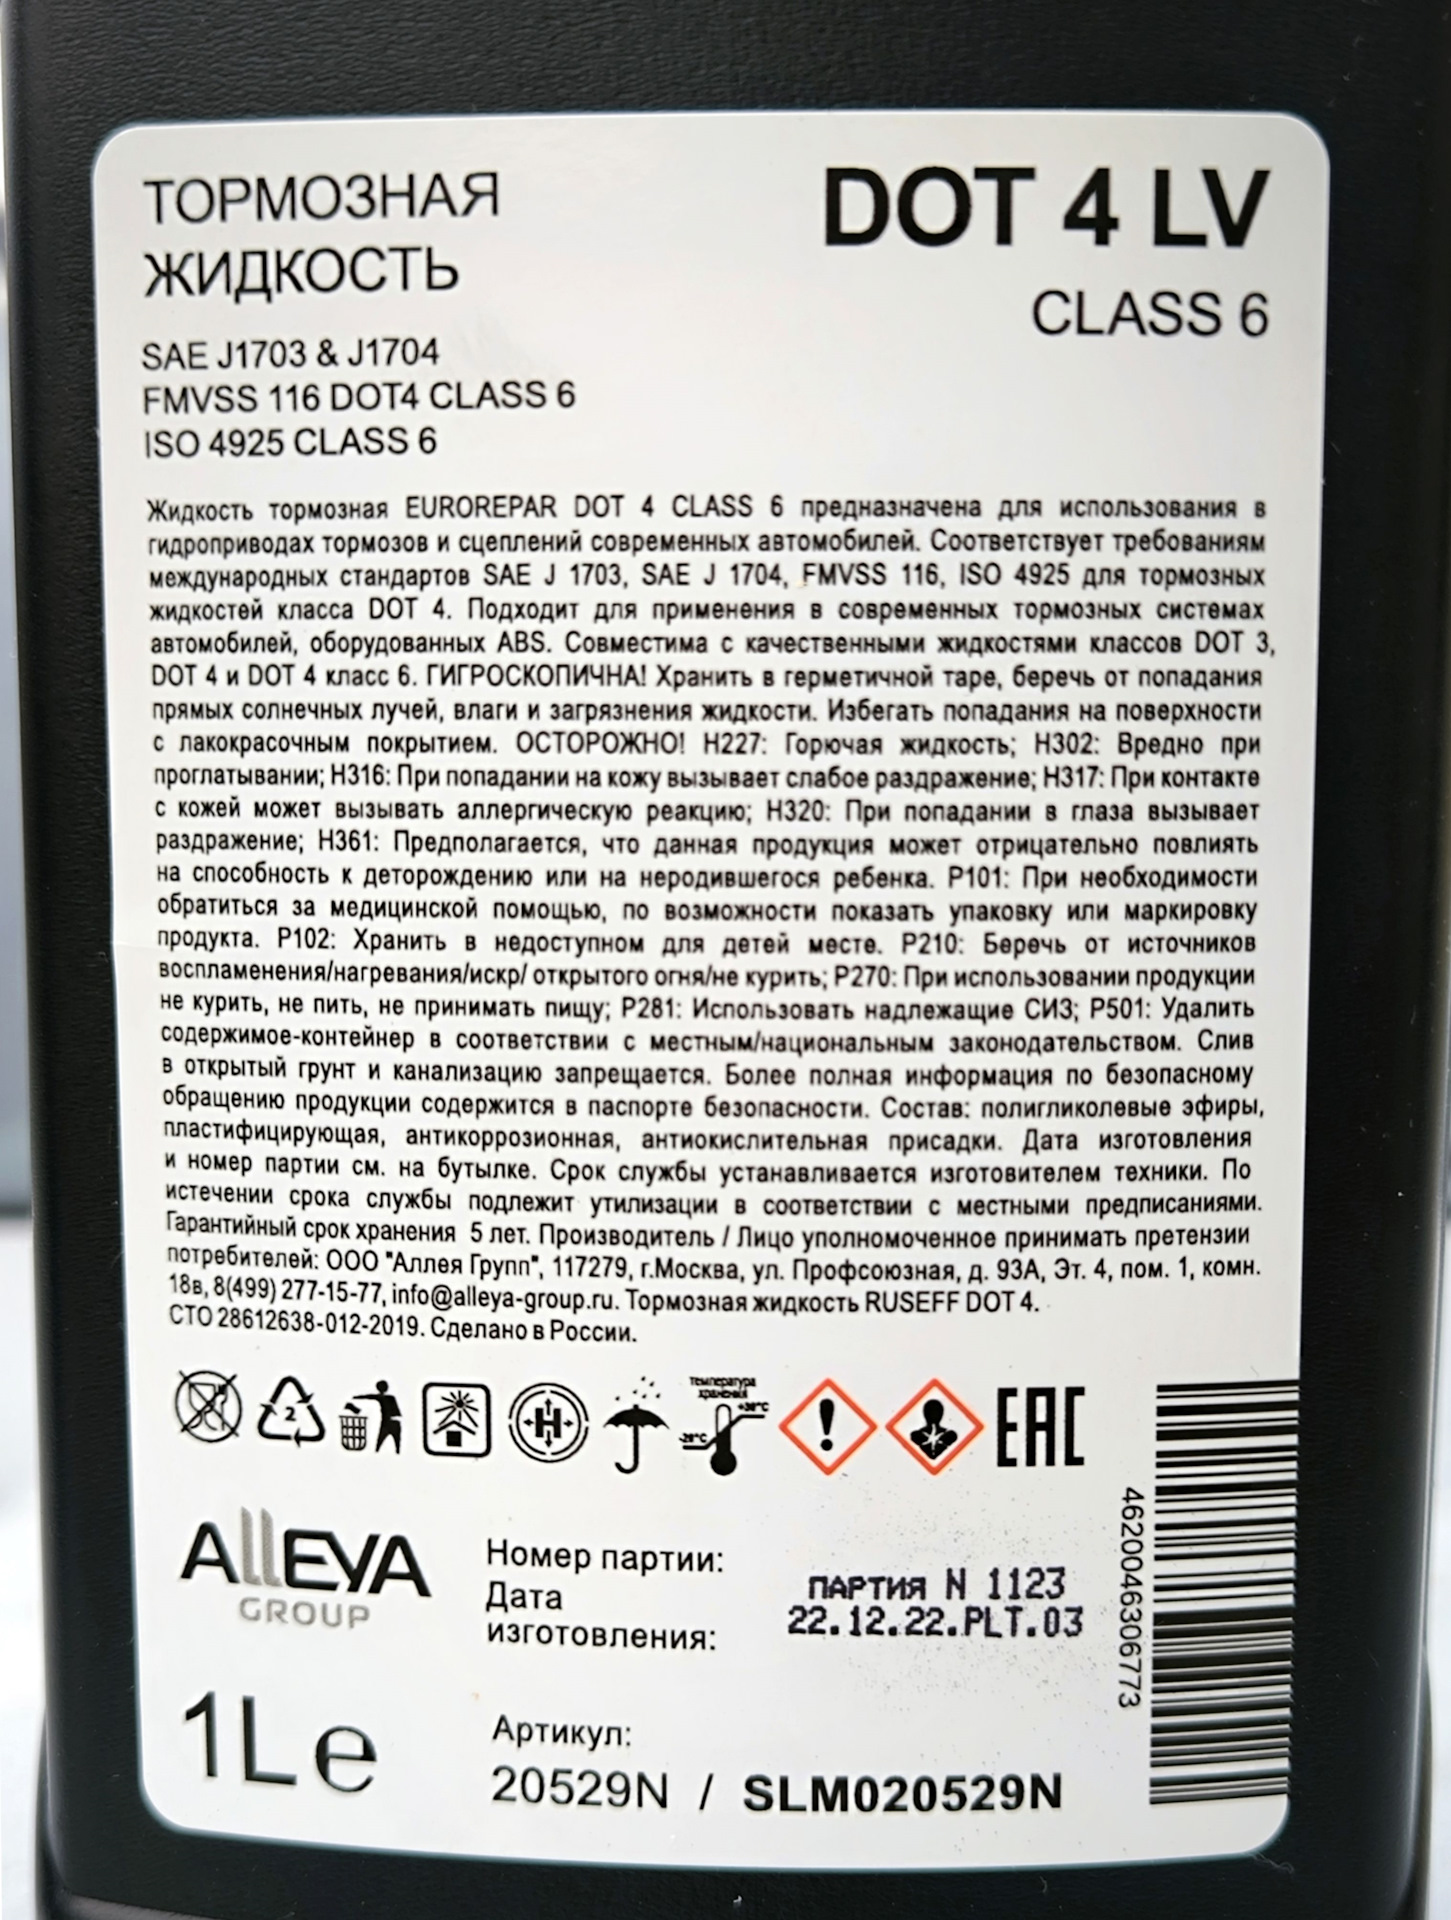 ТОРМОЗНАЯ
ЖИДКОСТЬ
DOT 4 LV
CLASS 6
SAE J1703 & J1704
FMVSS 116 DOT4 CLASS 6
ISO 4925 CLASS 6
Жидкость тормозная EUROREPAR DOT 4 CLASS 6 предназначена для использования в
гидроприводах тормозов и сцеплений современных автомобилей. Соответствует требованиям
международных стандартов SAE J 1703, SAE J 1704, FMVSS 116, ISO 4925 для тормозных
жидкостей класса DOT 4. Подходит для применения в современных тормозных системах
автомобилей, оборудованных ABS. Совместима с качественными жидкостями классов DOT 3,
DOT 4 и DOT 4 класс 6. ГИГРОСКОПИЧНА! Хранить в герметичной таре, беречь от попадания
прямых солнечных лучей, влаги и загрязнения жидкости. Избегать попадания на поверхности
с лакокрасочным покрытием. ОСТОРОЖНО! H227: Горючая жидкость; H302: Вредно при
проглатывании; H316: При попадании на кожу вызывает слабое раздражение; H317: При контакте
с кожей может вызывать аллергическую реакцию; H320: При попадании в глаза вызывает
раздражение; H361: Предполагается, что данная продукция может отрицательно повлиять
на способность к деторождению или на неродившегося ребенка. P101: При необходимости
обратиться за медицинской помощью, по возможности показать упаковку или маркировку
продукта. P102: Хранить в недоступном для детей месте. P210: Беречь от источников
воспламенения/нагревания/искр/ открытого огня/не курить; P270: При использовании продукции
не курить, не пить, не принимать пищу; P281: Использовать надлежащие СИЗ; P501: Удалить
содержимое-контейнер в соответствии с местным/национальным законодательством. Слив
в открытый грунт и канализацию запрещается. Более полная информация по безопасному
обращению продукции содержится в паспорте безопасности. Состав: полигликолевые эфиры,
пластифицирующая, антикоррозионная, антиокислительная присадки. Дата изготовления
и номер партии см. на бутылке. Срок службы устанавливается изготовителем техники. По
истечении срока службы подлежит утилизации в соответствии с местными предписаниями.
Гарантийный срок хранения 5 лет. Производитель / Лицо уполномоченное принимать претензии
потребителей: ООО "Аллея Групп", 117279, г.Москва, ул. Профсоюзная, д. 93А, Эт. 4, пом. 1, комн.
18в, 8(499) 277-15-77, info@alleya-group.ru. Тормозная жидкость RUSEFF DOT 4.
СТО 28612638-012-2019. Сделано в России.
2
H
температура
хранения
+30°C
-20°C
EAC
ALLEYA
GROUP
Номер партии:
Дата
изготовления:
ПАРТИЯ N 1123
22.12.22.PLT.03
4620046306773
1L e
Артикул:
20529N / SLM020529N